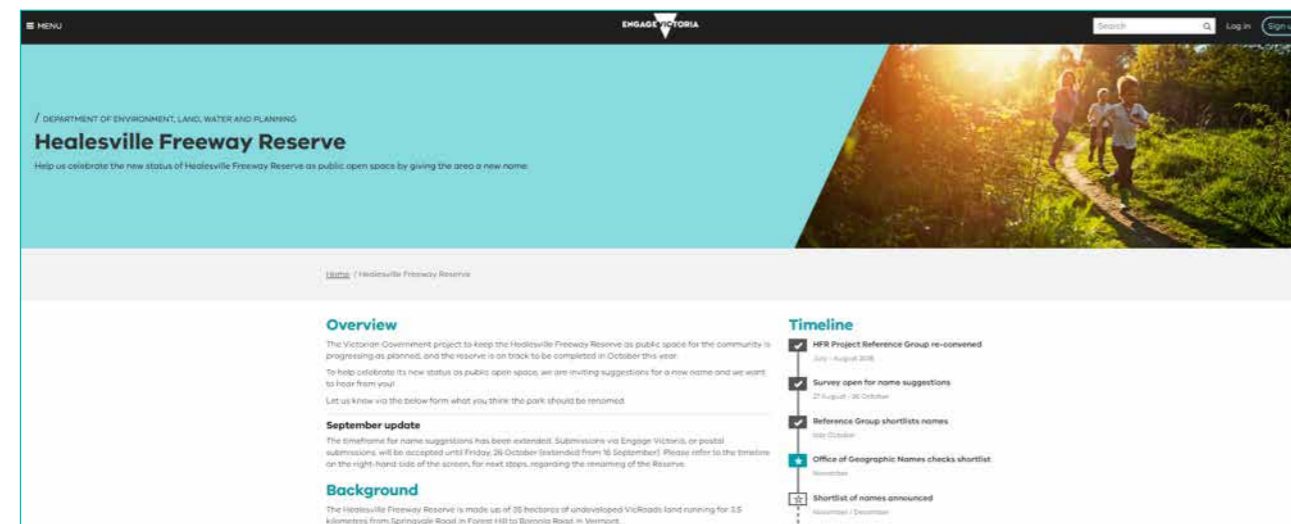 MENU
ENGAGE VICTORIA
Search
Log in
Sign u
/ DEPARTMENT OF ENVIRONMENT, LAND, WATER AND PLANNING
Healesville Freeway Reserve
Help us celebrate the new status of Healesville Freeway Reserve as public open space by giving the area a new name.
Home / Healesville Freeway Reserve
Overview
The Victorian Government project to keep the Healesville Freeway Reserve as public space for the community is
progressing as planned, and the reserve is on track to be completed in October this year.
To help celebrate its new status as public open space, we are inviting suggestions for a new name and we want
to hear from you!
Let us know via the below form what you think the park should be renamed.
September update
The timeframe for name suggestions has been extended. Submissions via Engage Victoria, or postal
submissions, will be accepted until Friday, 26 October (extended from 16 September). Please refer to the timeline
on the right-hand side of the screen, for next steps, regarding the renaming of the Reserve.
Background
The Healesville Freeway Reserve is made up of 35 hectares of undeveloped VicRoads land running for 3.5
kilometres from Springvale Road in Forest Hill to Boronia Road in Vermont.
Timeline
HFR Project Reference Group re-convened
July - August 2018
Survey open for name suggestions
27 August - 26 October
Reference Group shortlists names
late October
Office of Geographic Names checks shortlist
November
Shortlist of names announced
November / December